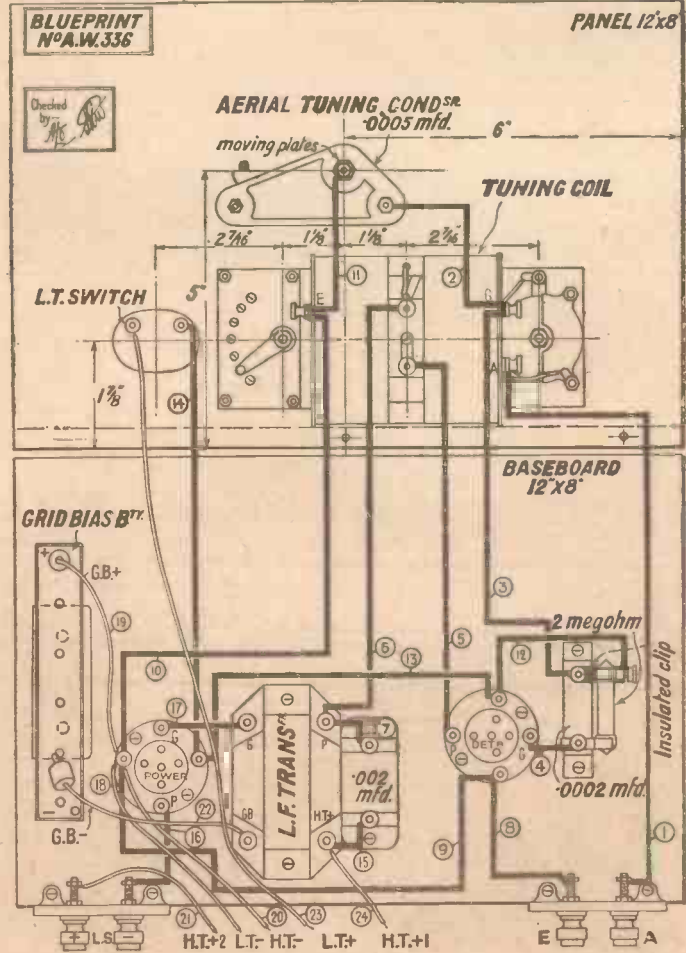 BLUEPRINT
Nº A.W.336
PANEL 12"x8"
Checked
by
AERIAL TUNING CONDSR
.0005 mfd.
moving plates
6"
TUNING COIL
2 7/16"
1 1/8"
1 1/8"
2 7/16"
11
2
E
G
L.T. SWITCH
5"
A
14
1 7/8"
BASEBOARD
12"x8"
GRID BIAS BTY.
+
G.B.+
3
19
2 megohm
10
6
5
13
12
Insulated clip
17
G
G
P
7
P
DETR
G
4
POWER
L.F. TRANSFR
.002
mfd.
.0002 mfd.
18
P
22
GB
H.T.+
-
G.B.-
16
15
9
8
1
21
20
23
24
+ L.S. -
H.T.+2 L.T.- H.T.- L.T.+ H.T.+1
E A